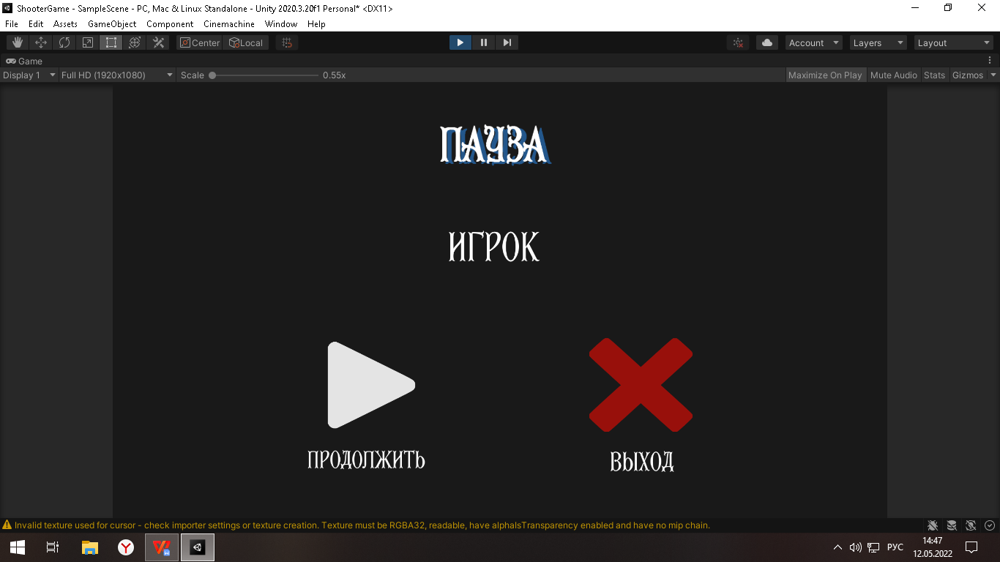 ShooterGame - SampleScene - PC, Mac & Linux Standalone - Unity 2020.3.20f1 Personal* <DX11>
File Edit Assets GameObject Component Cinemachine Window Help
Center Local Account Layers Layout
Game
Display 1 Full HD (1920x1080) Scale 0.55x Maximize On Play Mute Audio Stats Gizmos
ПАУЗА
ИГРОК
ПРОДОЛЖИТЬ
ВЫХОД
Invalid texture used for cursor - check importer settings or texture creation. Texture must be RGBA32, readable, have alphaIsTransparency enabled and have no mip chain.
РУС
14:47
12.05.2022